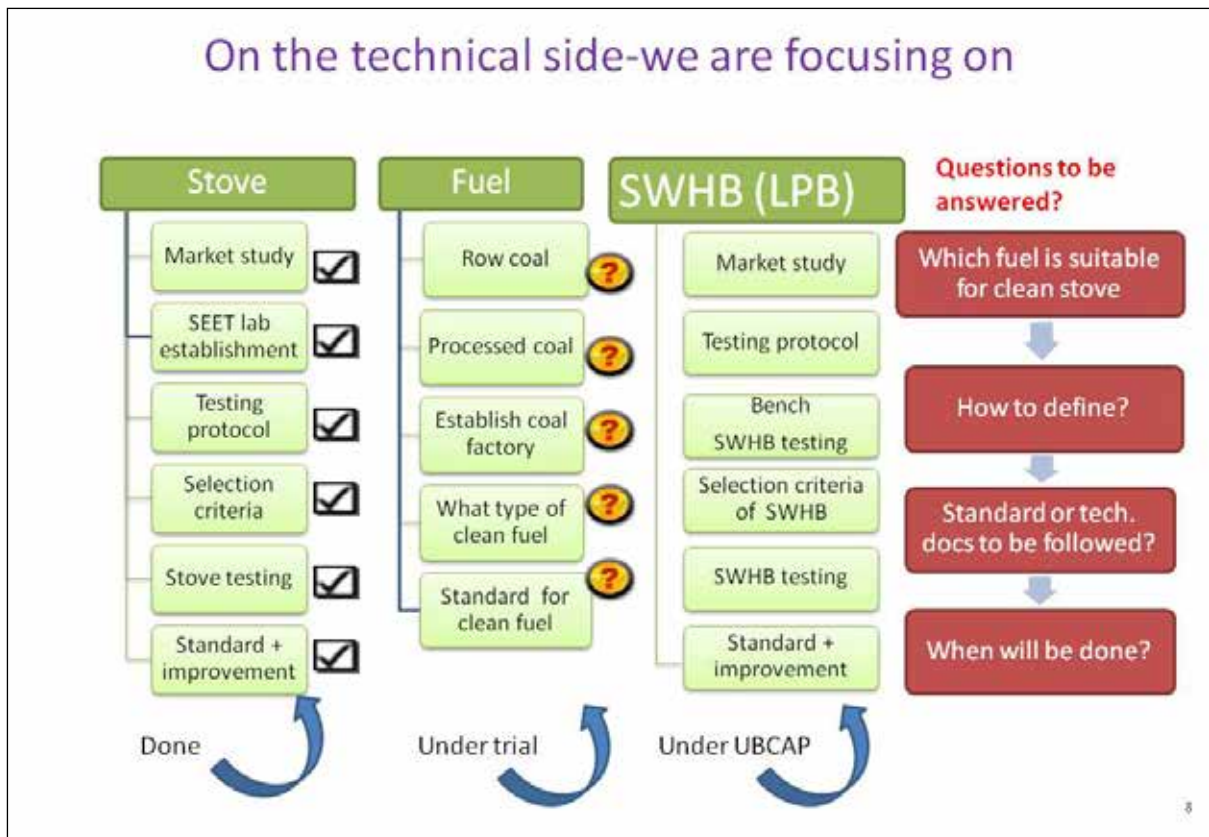 On the technical side-we are focusing on
Stove
Market study
SEET lab
establishment
Testing
protocol
Selection
criteria
Stove testing
Standard +
improvement
Done
Fuel
Row coal
?
Processed coal
?
Establish coal
factory
?
What type of
clean fuel
?
Standard for
clean fuel
?
Under trial
SWHB (LPB)
Market study
Testing protocol
Bench
SWHB testing
Selection criteria
of SWHB
SWHB testing
Standard +
improvement
Under UBCAP
Questions to be
answered?
Which fuel is suitable
for clean stove
How to define?
Standard or tech.
docs to be followed?
When will be done?
8